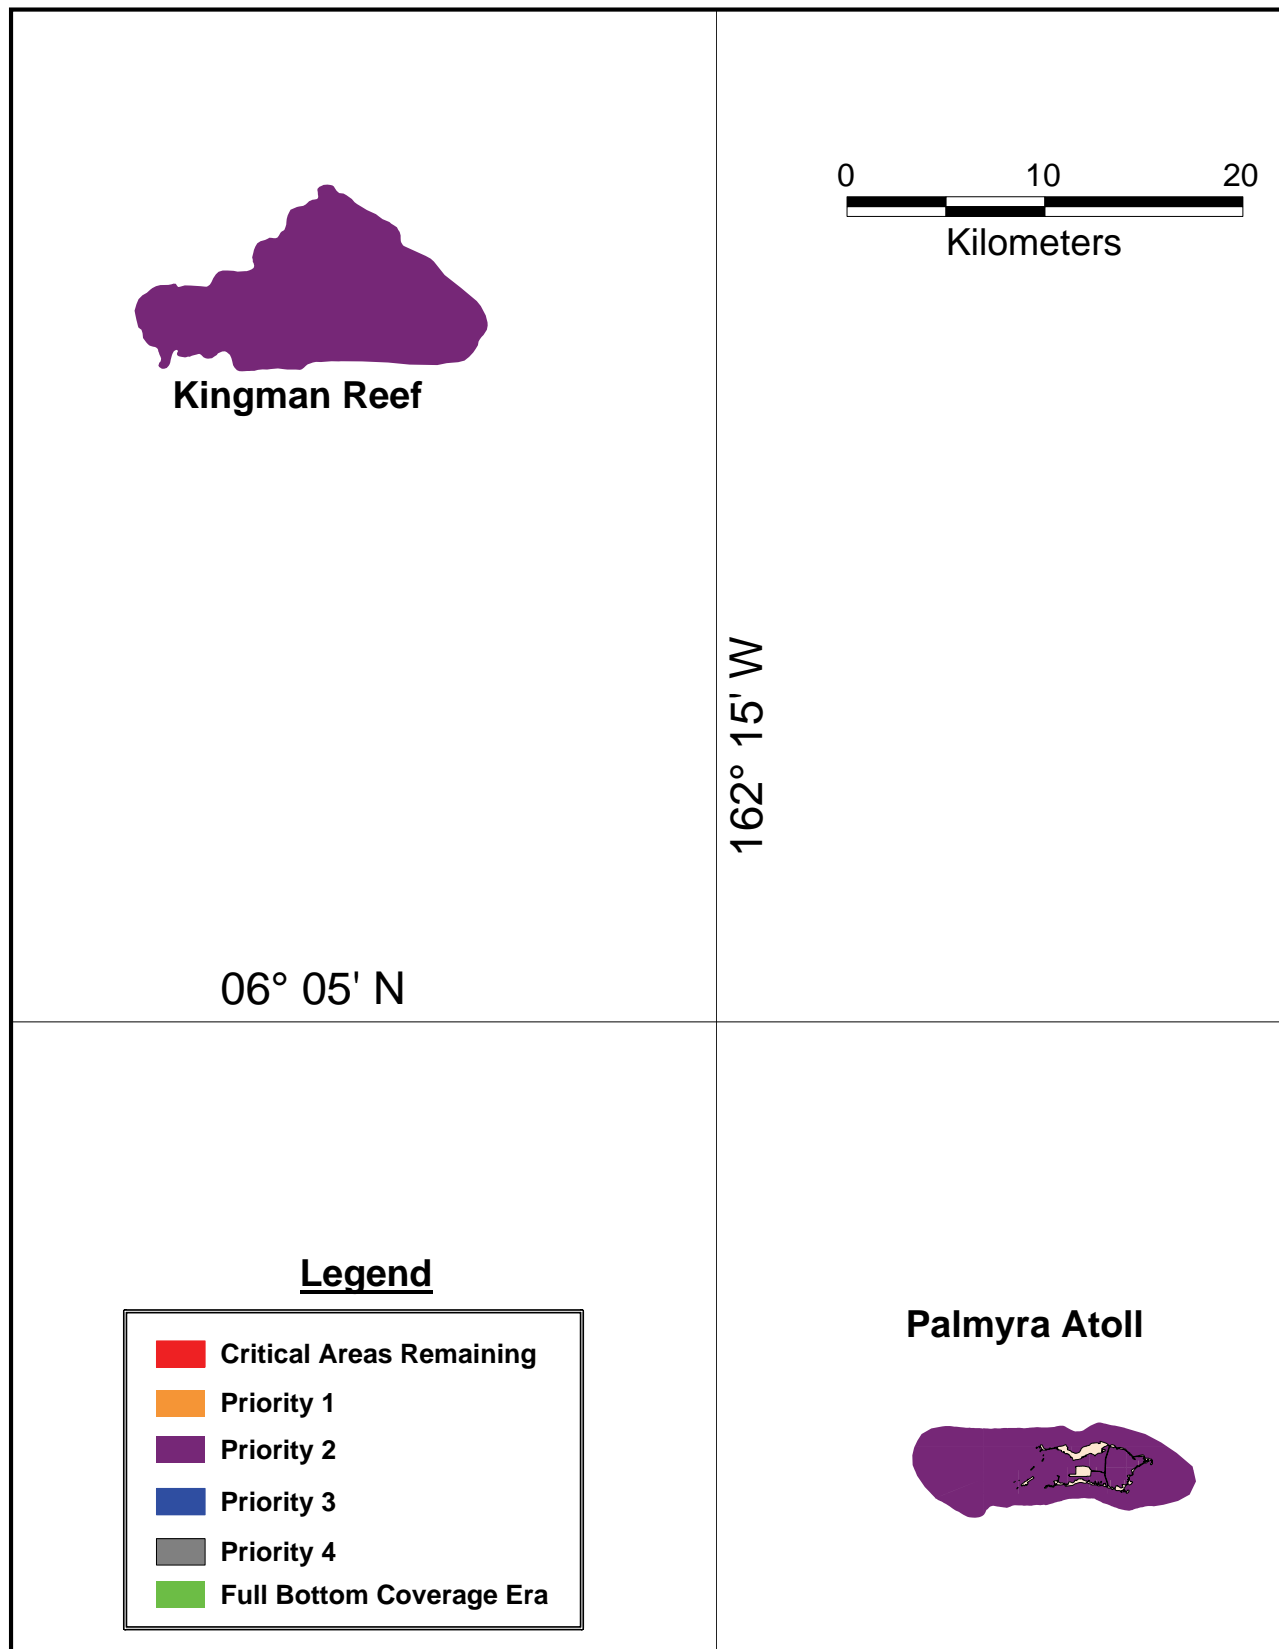 0 10 20
Kilometers
Kingman Reef
162° 15' W
06° 05' N
Legend
Critical Areas Remaining
Priority 1
Priority 2
Priority 3
Priority 4
Full Bottom Coverage Era
Palmyra Atoll